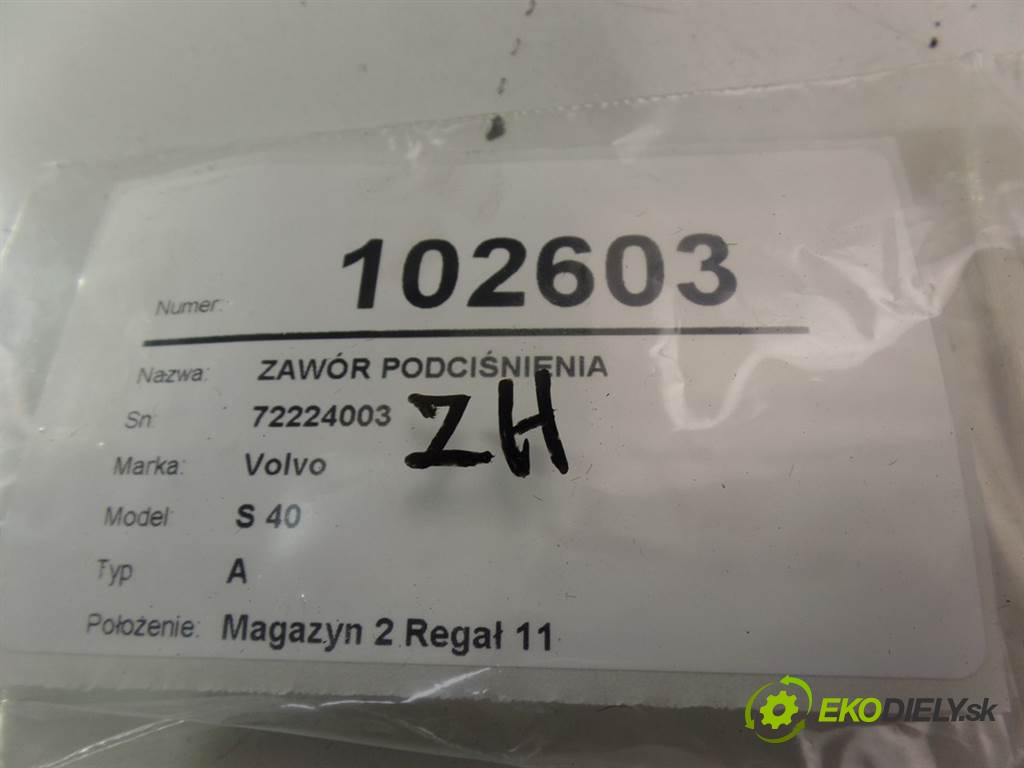 Numer: 102603
Nazwa: ZAWÓR PODCIŚNIENIA
Sn: 72224003 ZH
Marka: Volvo
Model: S 40
Typ A
Położenie: Magazyn 2 Regał 11
EKODIELY.sk